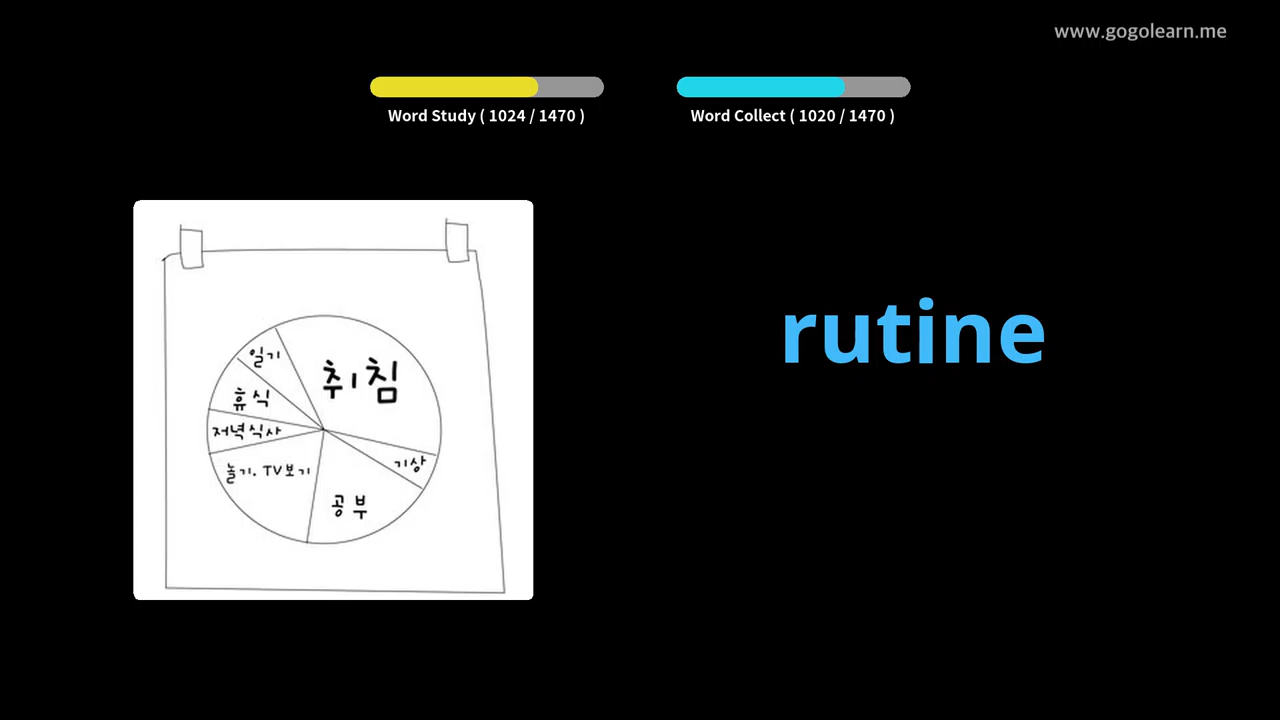 www.gogolearn.me
Word Study ( 1024 / 1470 )
Word Collect ( 1020 / 1470 )
rutine
일기
취침
휴식
저녁식사
놀기. TV보기
기상
공부